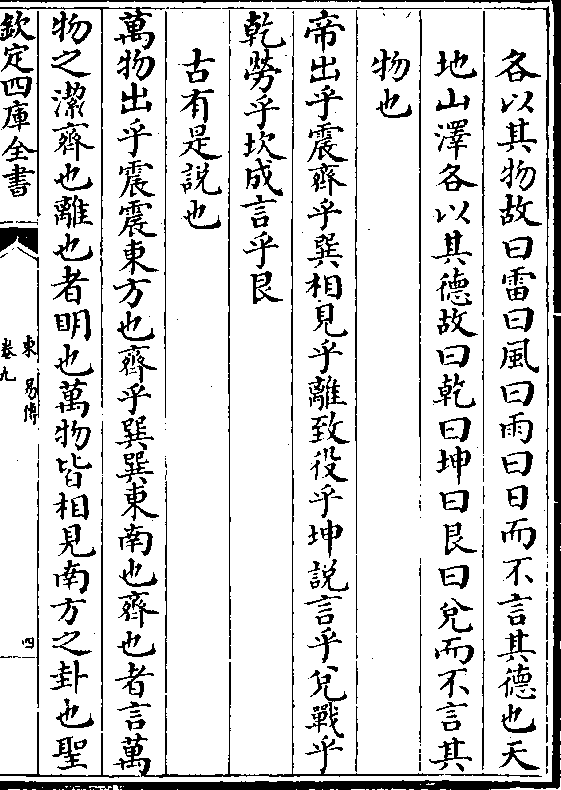 各以其物故曰雷曰風曰雨曰日而不言其德也天
地山澤各以其德故曰乾曰坤曰艮曰兌而不言其
物也
帝出乎震齊乎巽相見乎離致役乎坤説言乎兌戰乎
乾勞乎坎成言乎艮
古有是説也
萬物出乎震震東方也齊乎巽巽東南也齊也者言萬
物之潔齊也離也者明也萬物皆相見南方之卦也聖
欽定四庫全書
東易傳
卷九
四